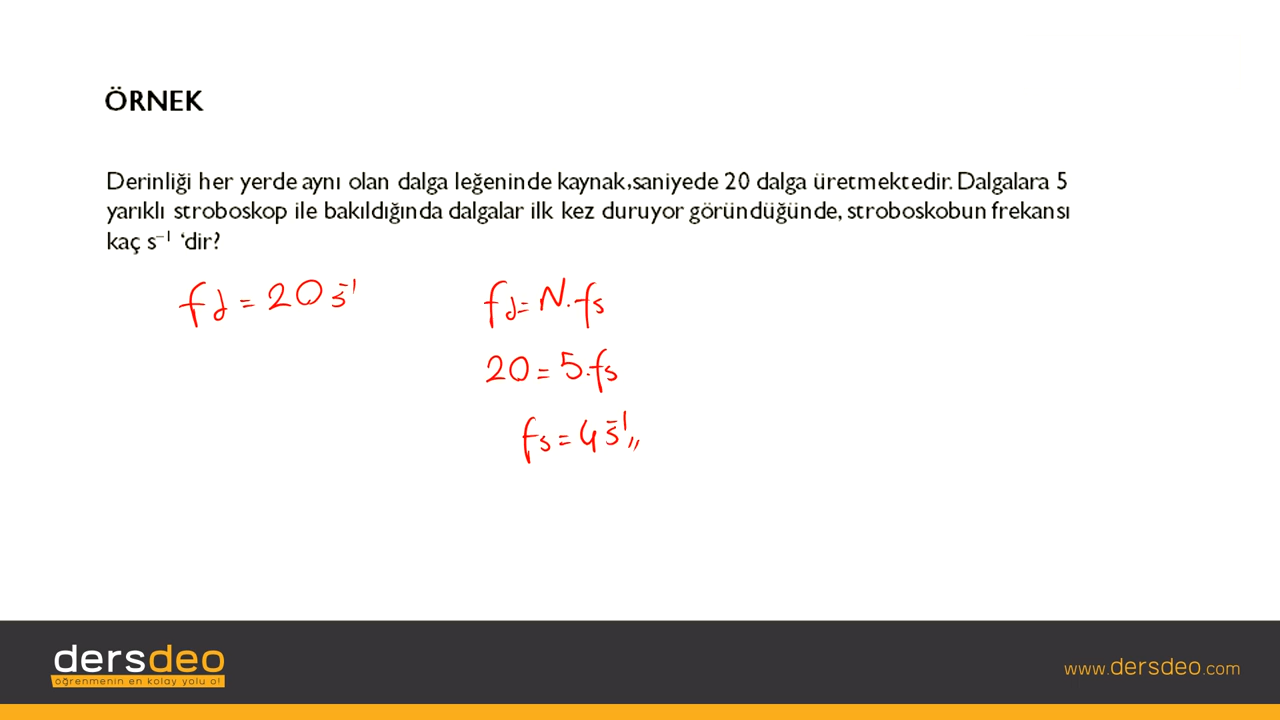 ÖRNEK
Derinliği her yerde aynı olan dalga leğeninde kaynak,saniyede 20 dalga üretmektedir. Dalgalara 5
yarıklı stroboskop ile bakıldığında dalgalar ilk kez duruyor göründüğünde, stroboskobun frekansı
kaç s⁻¹ ‘dir?
fd = 20 s⁻¹
fd = N.fs
20 = 5.fs
fs = 4 s⁻¹,,
dersdeo
öğrenmenin en kolay yolu o!
www.dersdeo.com